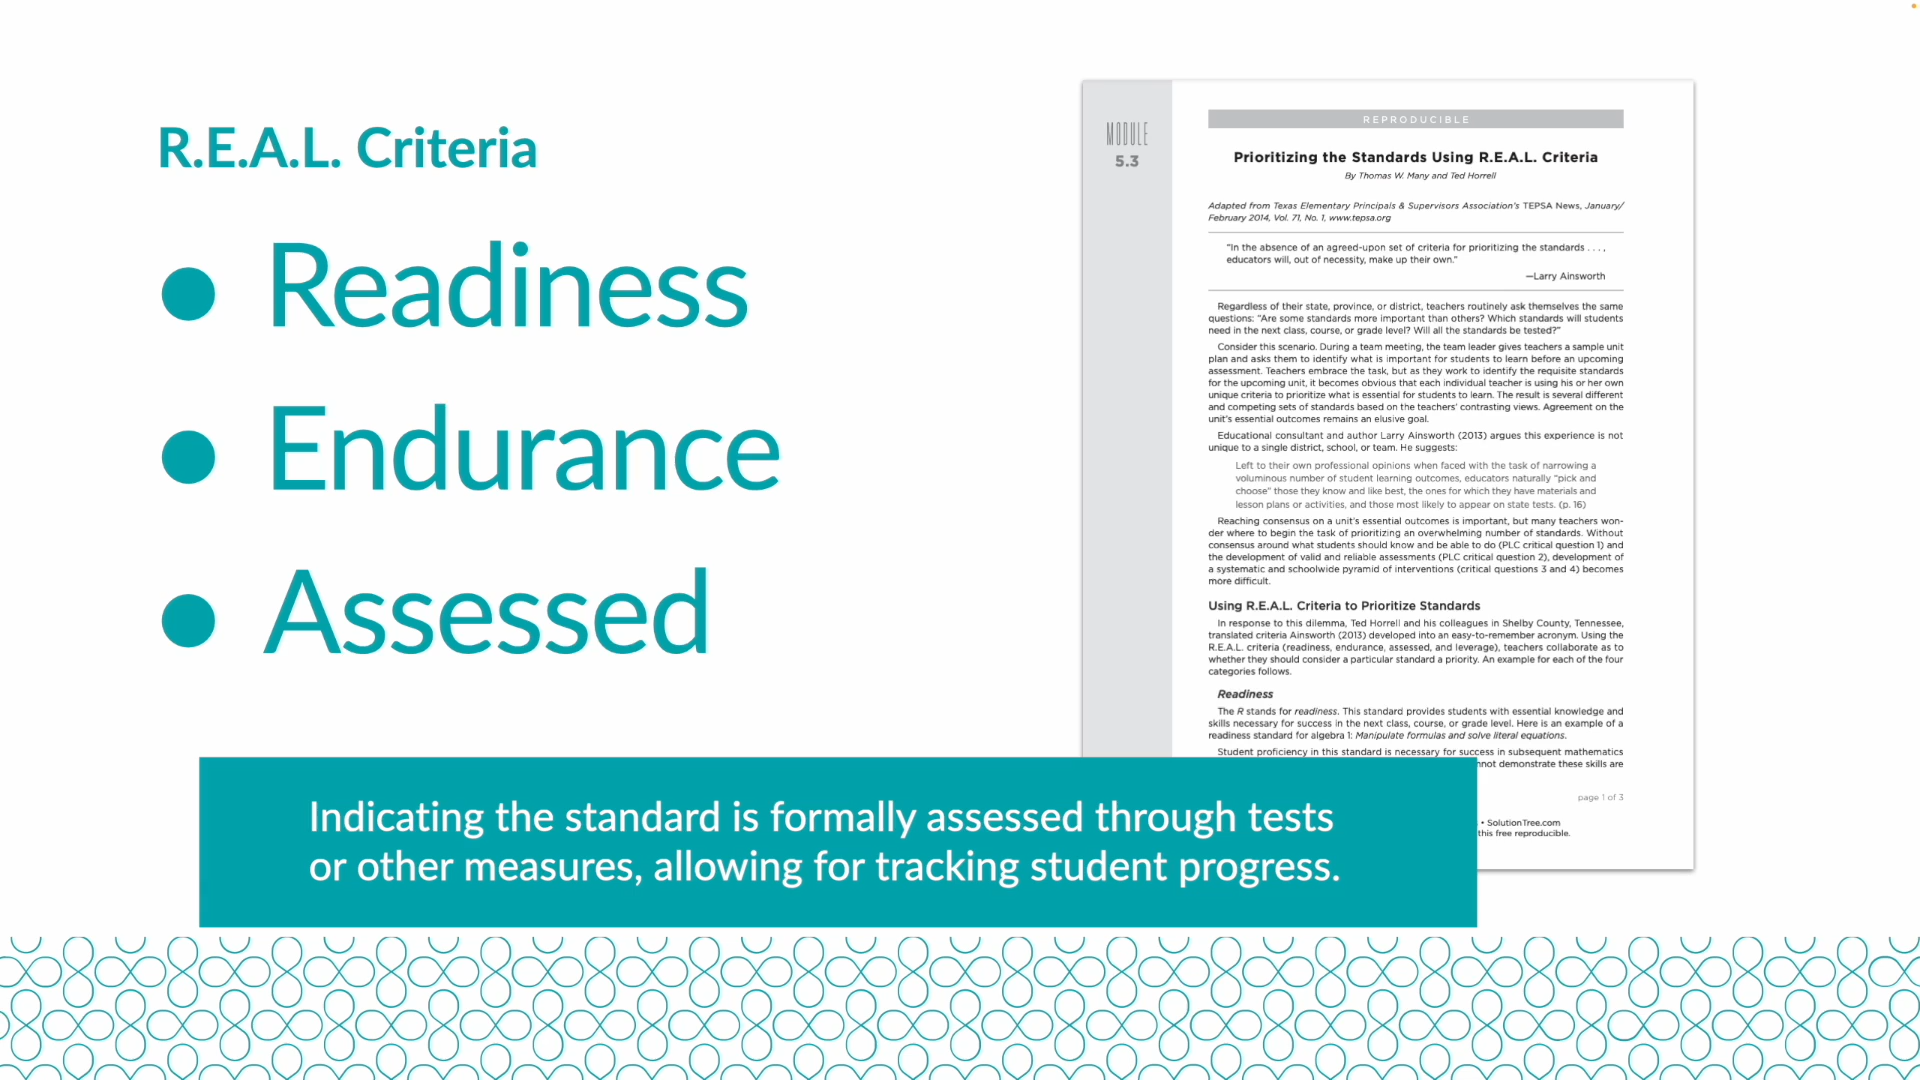 R.E.A.L. Criteria
● Readiness
● Endurance
● Assessed
Indicating the standard is formally assessed through tests
or other measures, allowing for tracking student progress.
MODULE
5.3
REPRODUCIBLE
Prioritizing the Standards Using R.E.A.L. Criteria
By Thomas W. Many and Ted Horrell
Adapted from Texas Elementary Principals & Supervisors Association's TEPSA News, January/
February 2014, Vol. 71, No. 1, www.tepsa.org
“In the absence of an agreed-upon set of criteria for prioritizing the standards . . . ,
educators will, out of necessity, make up their own.”
—Larry Ainsworth
Regardless of their state, province, or district, teachers routinely ask themselves the same
questions: “Are some standards more important than others? Which standards will students
need in the next class, course, or grade level? Will all the standards be tested?”
Consider this scenario. During a team meeting, the team leader gives teachers a sample unit
plan and asks them to identify what is important for students to learn before an upcoming
assessment. Teachers embrace the task, but as they work to identify the requisite standards
for the upcoming unit, it becomes obvious that each individual teacher is using his or her own
unique criteria to prioritize what is essential for students to learn. The result is several different
and competing sets of standards based on the teachers' contrasting views. Agreement on the
unit's essential outcomes remains an elusive goal.
Educational consultant and author Larry Ainsworth (2013) argues this experience is not
unique to a single district, school, or team. He suggests:
Left to their own professional opinions when faced with the task of narrowing a
voluminous number of student learning outcomes, educators naturally “pick and
choose” those they know and like best, the ones for which they have materials and
lesson plans or activities, and those most likely to appear on state tests. (p. 16)
Reaching consensus on a unit's essential outcomes is important, but many teachers won-
der where to begin the task of prioritizing an overwhelming number of standards. Without
consensus around what students should know and be able to do (PLC critical question 1) and
the development of valid and reliable assessments (PLC critical question 2), development of
a systematic and schoolwide pyramid of interventions (critical questions 3 and 4) becomes
more difficult.
Using R.E.A.L. Criteria to Prioritize Standards
In response to this dilemma, Ted Horrell and his colleagues in Shelby County, Tennessee,
translated criteria Ainsworth (2013) developed into an easy-to-remember acronym. Using the
R.E.A.L. criteria (readiness, endurance, assessed, and leverage), teachers collaborate as to
whether they should consider a particular standard a priority. An example for each of the four
categories follows.
Readiness
The R stands for readiness. This standard provides students with essential knowledge and
skills necessary for success in the next class, course, or grade level. Here is an example of a
readiness standard for algebra 1: Manipulate formulas and solve literal equations.
Student proficiency in this standard is necessary for success in subsequent mathematics
demonstrate these skills are
page 1 of 3
• SolutionTree.com
this free reproducible.